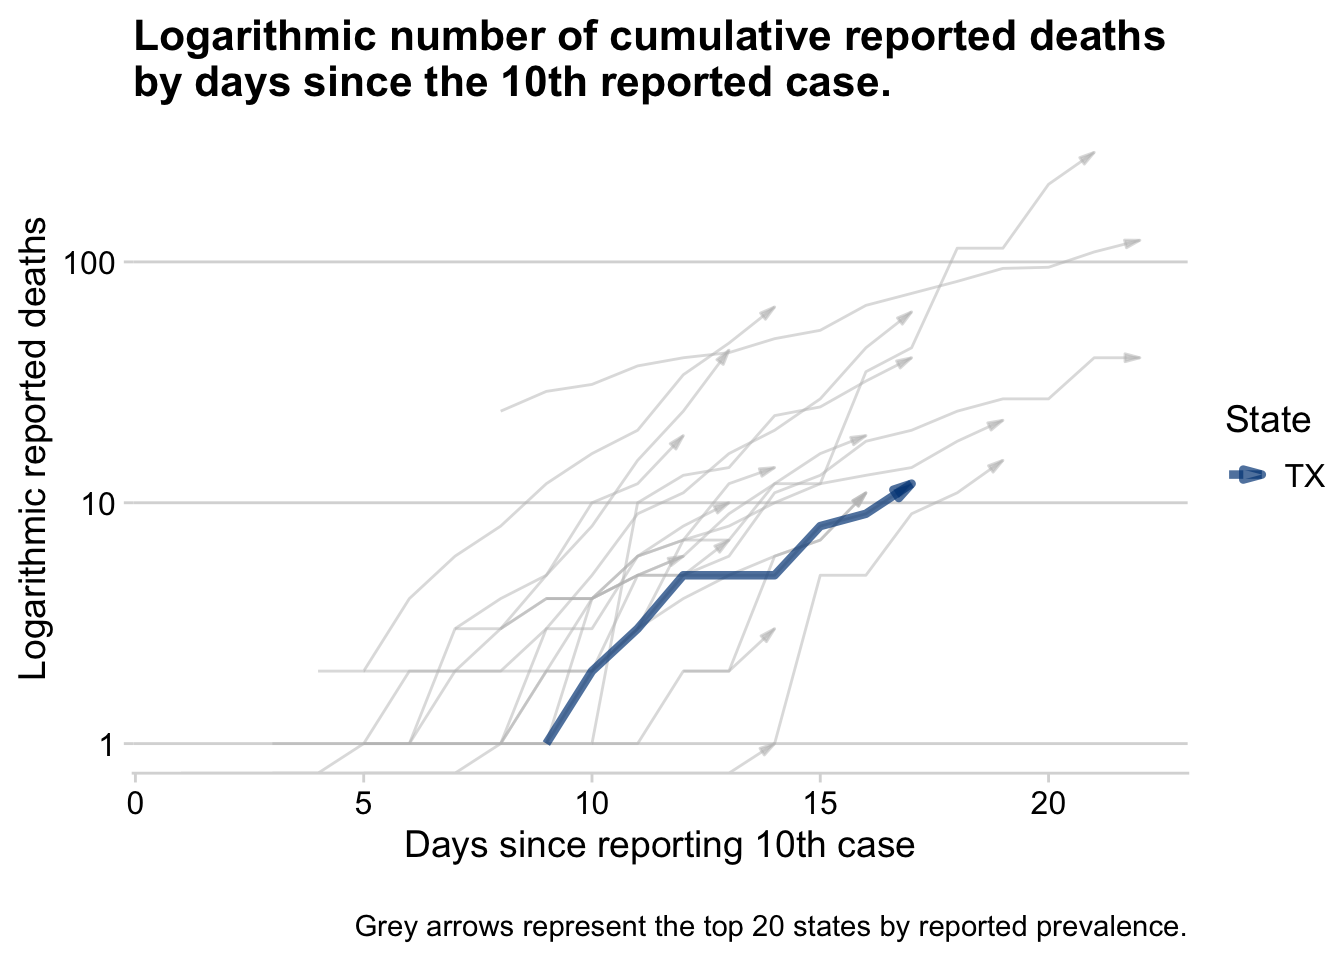 Logarithmic number of cumulative reported deaths
by days since the 10th reported case.
Logarithmic reported deaths
100
10
1
0
5
10
15
20
Days since reporting 10th case
State
TX
Grey arrows represent the top 20 states by reported prevalence.